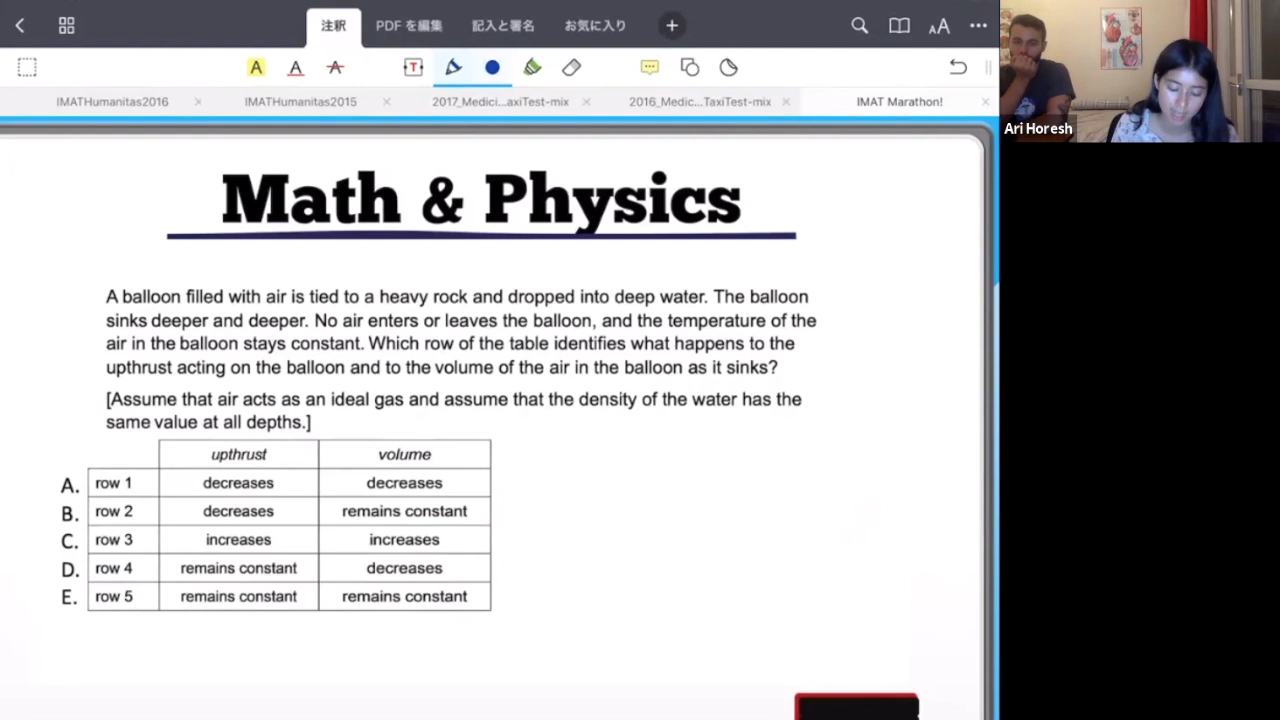 注釈 PDF を編集 記入と署名 お気に入り
IMATHumanitas2016 IMATHumanitas2015 2017_Medici...axiTest-mix 2016_Medic...TaxiTest-mix IMAT Marathon!
Ari Horesh
Math & Physics
A balloon filled with air is tied to a heavy rock and dropped into deep water. The balloon
sinks deeper and deeper. No air enters or leaves the balloon, and the temperature of the
air in the balloon stays constant. Which row of the table identifies what happens to the
upthrust acting on the balloon and to the volume of the air in the balloon as it sinks?
[Assume that air acts as an ideal gas and assume that the density of the water has the
same value at all depths.]
upthrust volume
A. row 1 decreases decreases
B. row 2 decreases remains constant
C. row 3 increases increases
D. row 4 remains constant decreases
E. row 5 remains constant remains constant